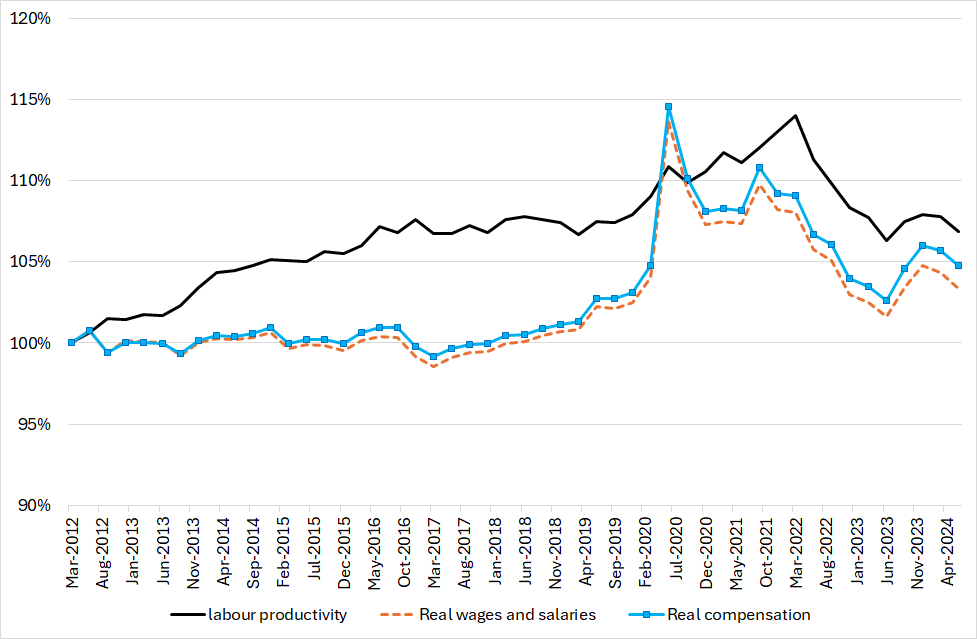 120%
115%
110%
105%
100%
95%
90%
Mar-2012
Aug-2012
Jan-2013
Jun-2013
Nov-2013
Apr-2014
Sep-2014
Feb-2015
Jul-2015
Dec-2015
May-2016
Oct-2016
Mar-2017
Aug-2017
Jan-2018
Jun-2018
Nov-2018
Apr-2019
Sep-2019
Feb-2020
Jul-2020
Dec-2020
May-2021
Oct-2021
Mar-2022
Aug-2022
Jan-2023
Jun-2023
Nov-2023
Apr-2024
labour productivity
Real wages and salaries
Real compensation